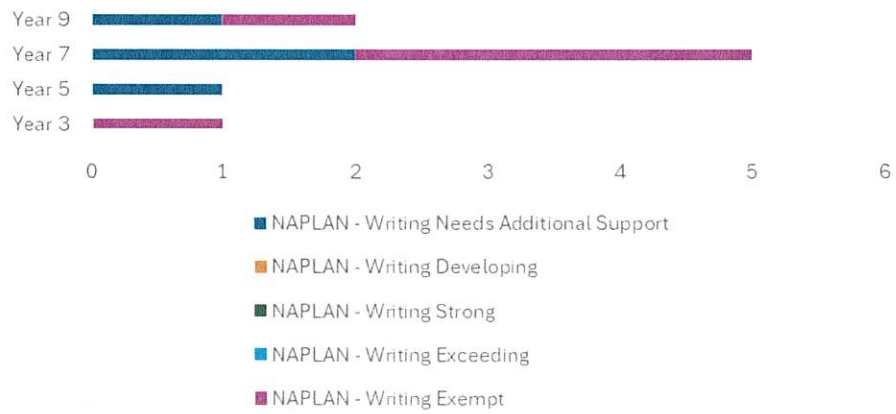 Year 9
Year 7
Year 5
Year 3
0 1 2 3 4 5 6
NAPLAN - Writing Needs Additional Support
NAPLAN - Writing Developing
NAPLAN - Writing Strong
NAPLAN - Writing Exceeding
NAPLAN - Writing Exempt